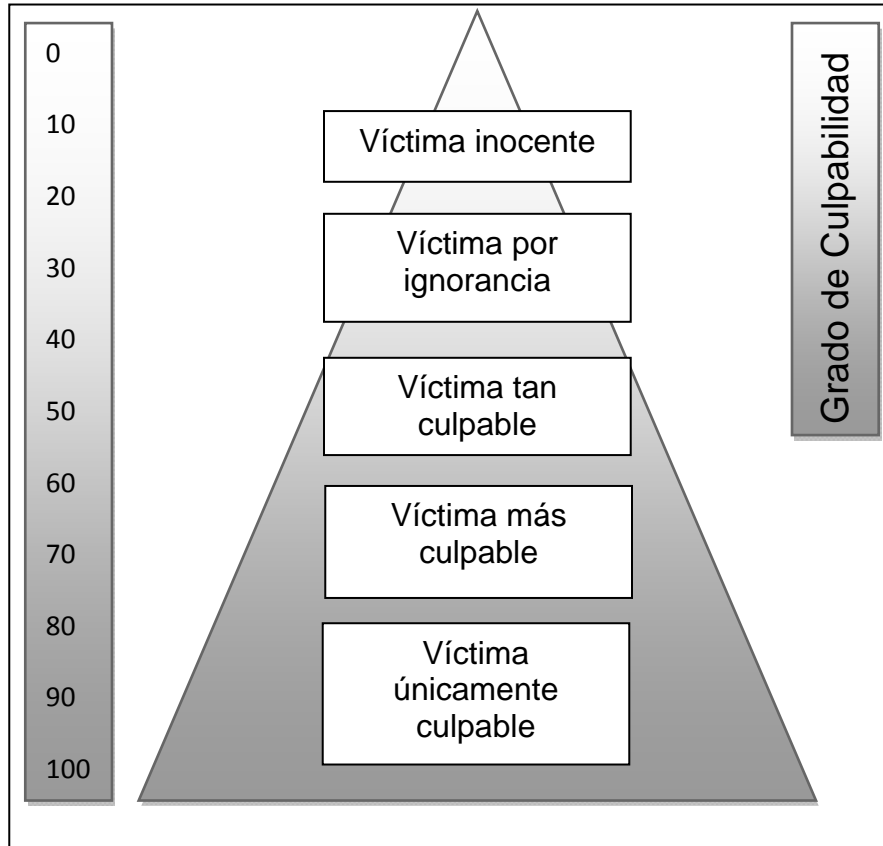 0
10
20
30
40
50
60
70
80
90
100
Víctima inocente
Víctima por
ignorancia
Víctima tan
culpable
Víctima más
culpable
Víctima
únicamente
culpable
Grado de Culpabilidad